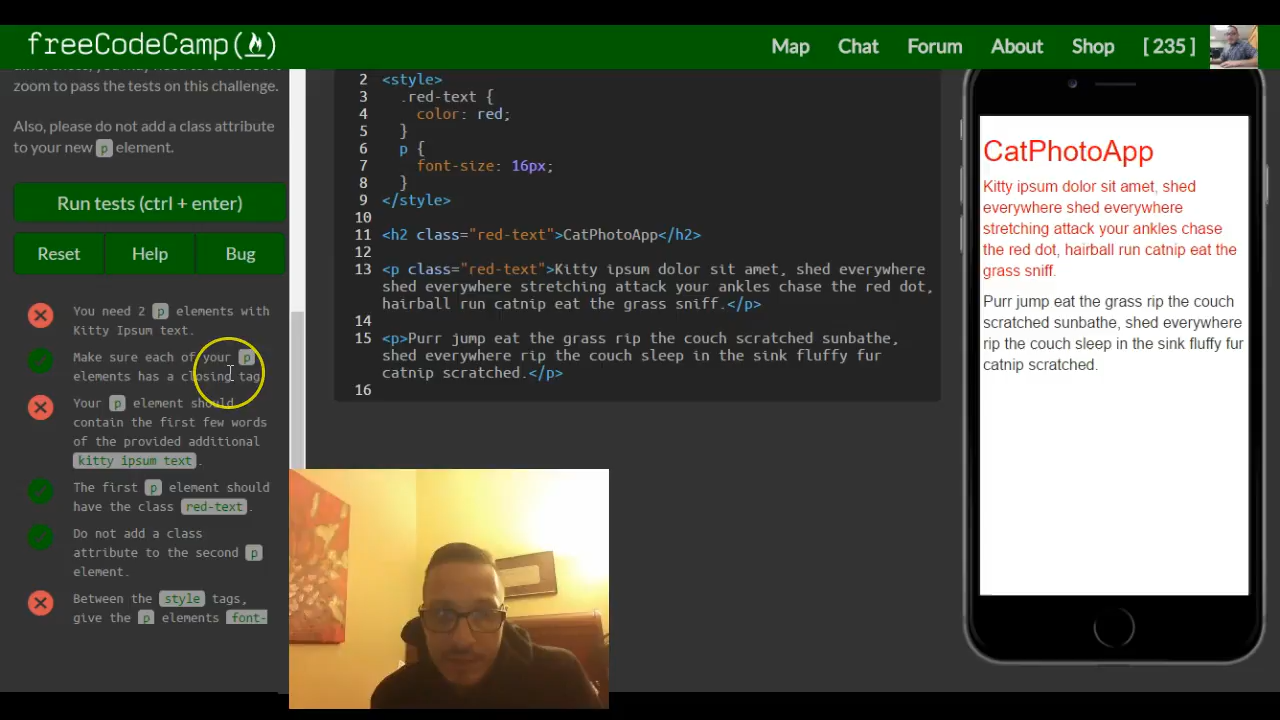 freeCodeCamp(🔥)
Map Chat Forum About Shop [ 235 ]
zoom to pass the tests on this challenge.
Also, please do not add a class attribute
to your new p element.
Run tests (ctrl + enter)
Reset Help Bug
You need 2 p elements with
Kitty Ipsum text.
Make sure each of your p
elements has a closing tag
Your p element should
contain the first few words
of the provided additional
kitty ipsum text.
The first p element should
have the class red-text.
Do not add a class
attribute to the second p
element.
Between the style tags,
give the p elements font-
2 <style>
3 .red-text {
4 color: red;
5 }
6 p {
7 font-size: 16px;
8 }
9 </style>
10
11 <h2 class="red-text">CatPhotoApp</h2>
12
13 <p class="red-text">Kitty ipsum dolor sit amet, shed everywhere
shed everywhere stretching attack your ankles chase the red dot,
hairball run catnip eat the grass sniff.</p>
14
15 <p>Purr jump eat the grass rip the couch scratched sunbathe,
shed everywhere rip the couch sleep in the sink fluffy fur
catnip scratched.</p>
16
CatPhotoApp
Kitty ipsum dolor sit amet, shed
everywhere shed everywhere
stretching attack your ankles chase
the red dot, hairball run catnip eat the
grass sniff.
Purr jump eat the grass rip the couch
scratched sunbathe, shed everywhere
rip the couch sleep in the sink fluffy fur
catnip scratched.